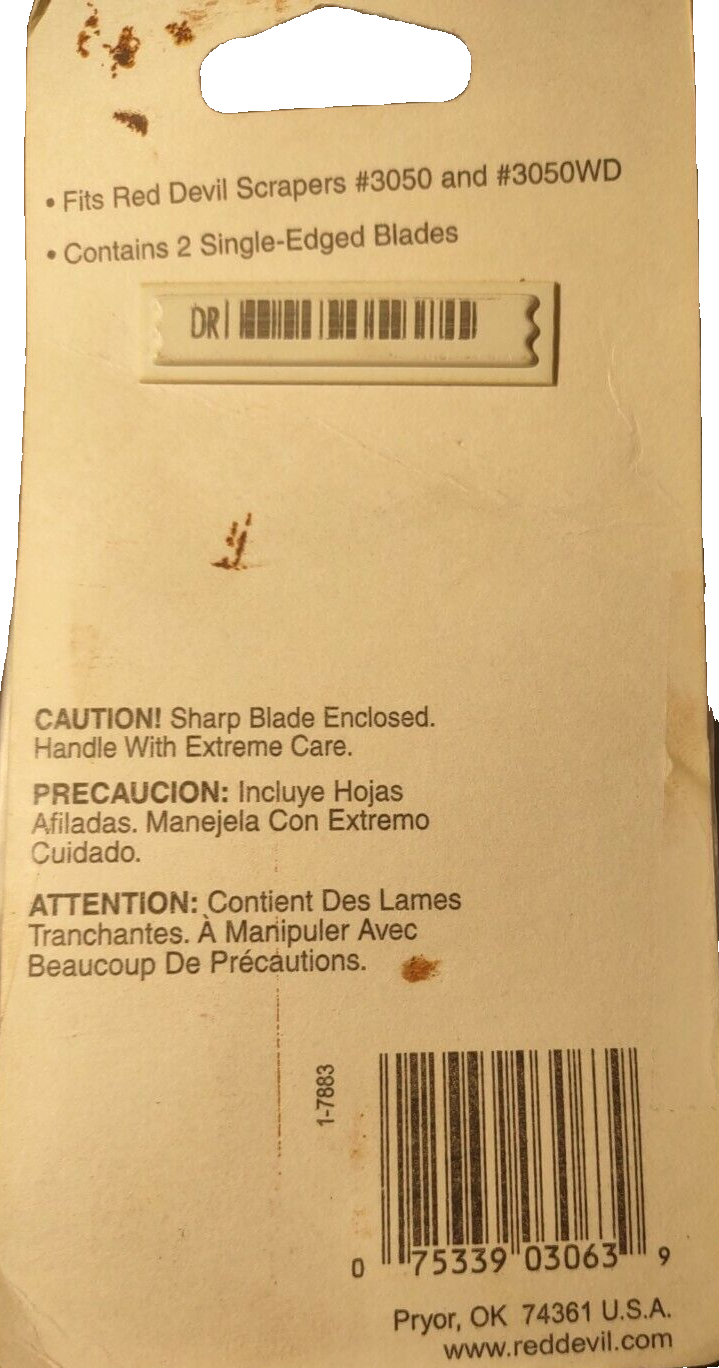 • Fits Red Devil Scrapers #3050 and #3050WD
• Contains 2 Single-Edged Blades
DR
CAUTION! Sharp Blade Enclosed.
Handle With Extreme Care.
PRECAUCION: Incluye Hojas
Afiladas. Manejela Con Extremo
Cuidado.
ATTENTION: Contient Des Lames
Tranchantes. À Manipuler Avec
Beaucoup De Précautions.
1-7883
0 75339 03063 9
Pryor, OK 74361 U.S.A.
www.reddevil.com